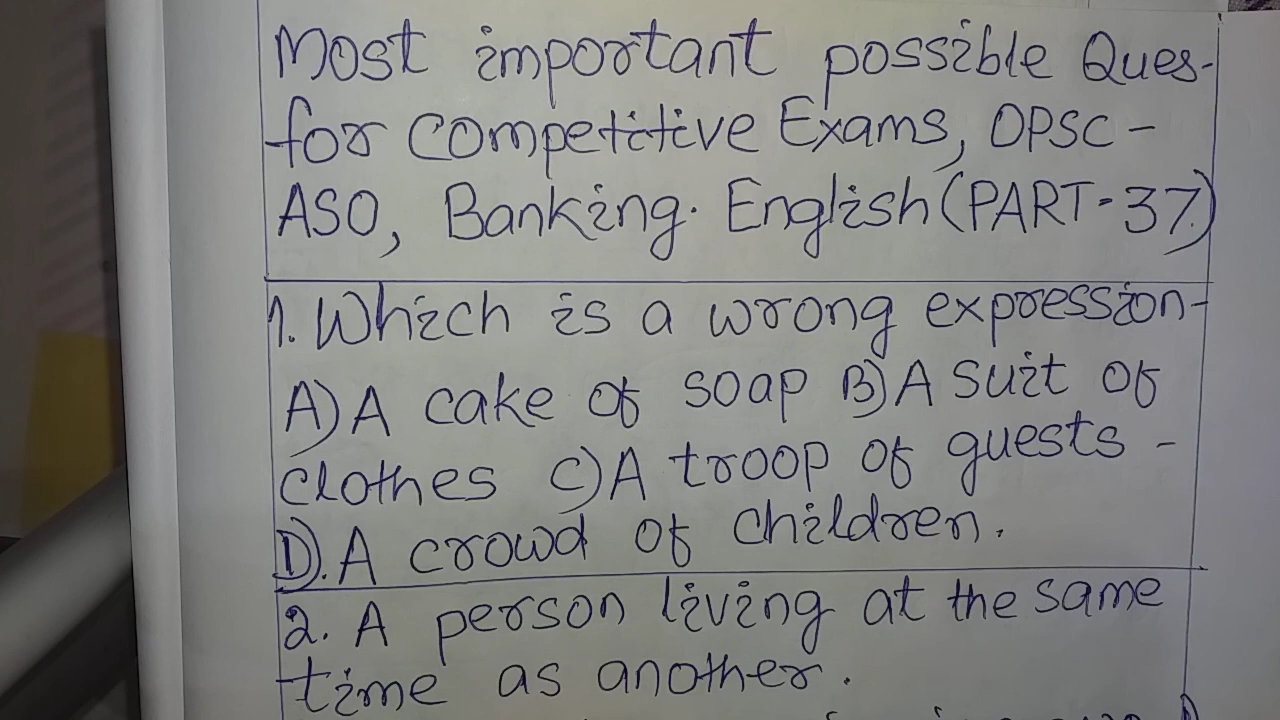 Most important possible Ques-
for Competitive Exams, OPSC-
ASO, Banking. English (PART-37)
1. Which is a wrong expression-
A) A cake of soap B) A suit of
clothes C) A troop of guests -
D). A crowd of children.
2. A person living at the same
time as another.